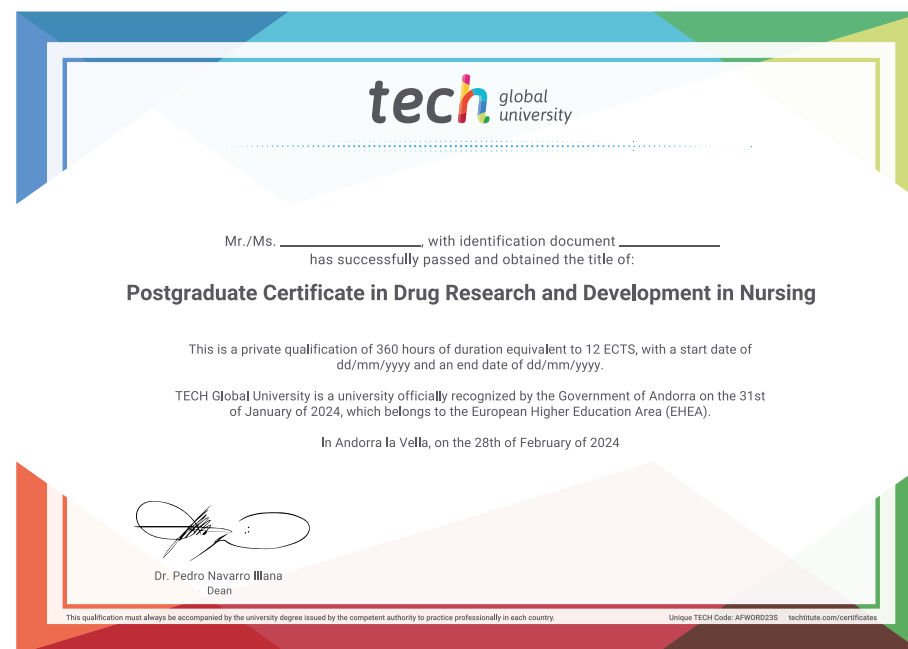 tech global
university
Mr./Ms. ____________, with identification document ____________
has successfully passed and obtained the title of:
Postgraduate Certificate in Drug Research and Development in Nursing
This is a private qualification of 360 hours of duration equivalent to 12 ECTS, with a start date of
dd/mm/yyyy and an end date of dd/mm/yyyy.
TECH Global University is a university officially recognized by the Government of Andorra on the 31st
of January of 2024, which belongs to the European Higher Education Area (EHEA).
In Andorra la Vella, on the 28th of February of 2024
Dr. Pedro Navarro Illana
Dean
This qualification must always be accompanied by the university degree issued by the competent authority to practice professionally in each country.
Unique TECH Code: AFWORD23S techtitute.com/certificates